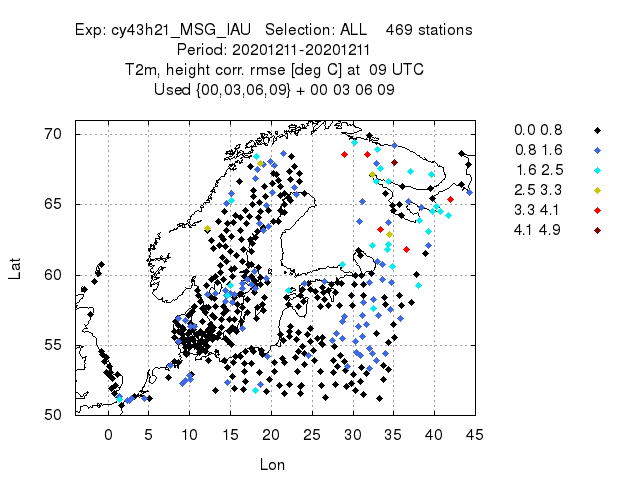 Exp: cy43h21_MSG_IAU   Selection: ALL    469 stations
Period: 20201211-20201211
T2m, height corr. rmse [deg C] at  09 UTC
Used {00,03,06,09} + 00 03 06 09
0.0 0.8
0.8 1.6
1.6 2.5
2.5 3.3
3.3 4.1
4.1 4.9
70
65
60
55
50
Lat
0 5 10 15 20 25 30 35 40 45
Lon